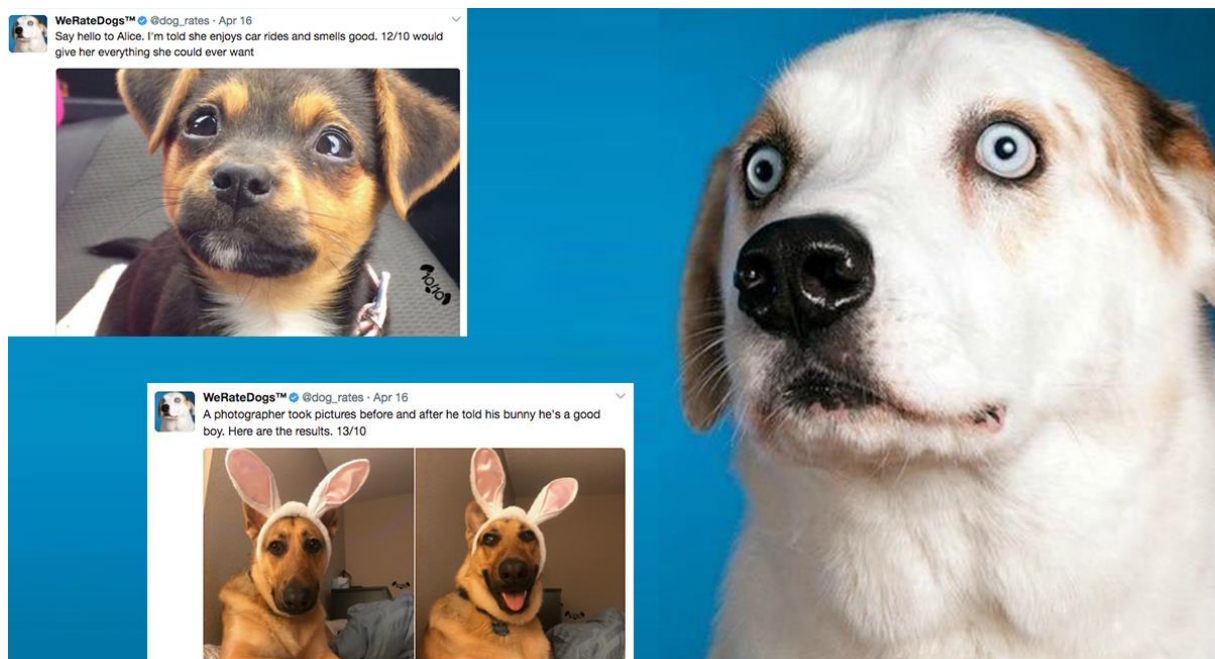 WeRateDogs™ @dog_rates · Apr 16
Say hello to Alice. I'm told she enjoys car rides and smells good. 12/10 would
give her everything she could ever want
10/10
WeRateDogs™ @dog_rates · Apr 16
A photographer took pictures before and after he told his bunny he's a good
boy. Here are the results. 13/10